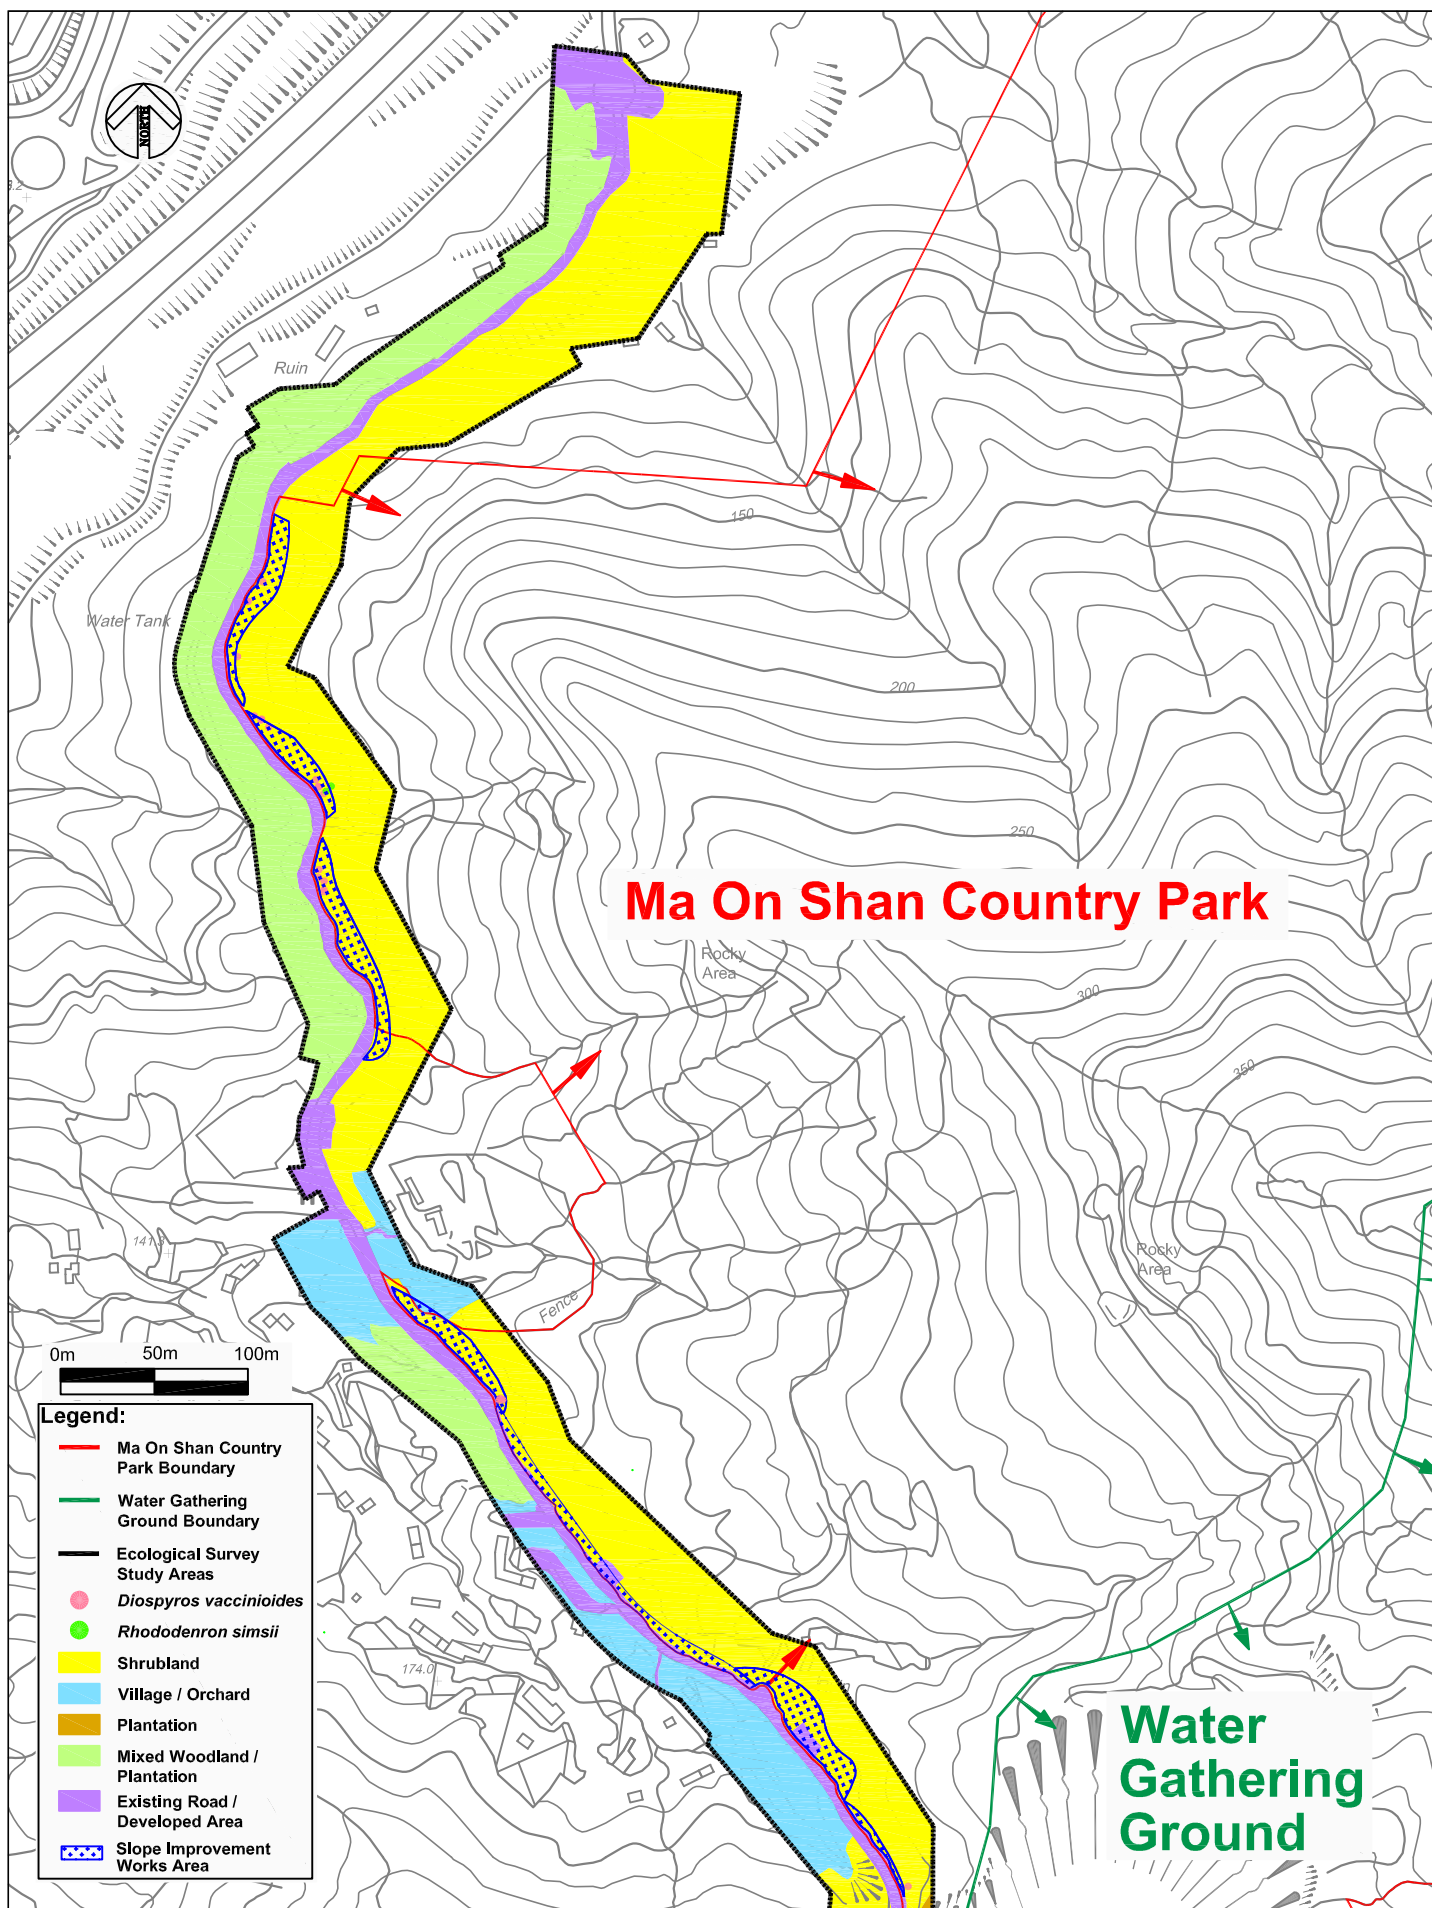 NORTH
Ruin
150
Water Tank
200
250
Ma On Shan Country Park
Rocky
Area
300
350
141.3
Rocky
Area
Fence
0m 50m 100m
Legend:
Ma On Shan Country
Park Boundary
Water Gathering
Ground Boundary
Ecological Survey
Study Areas
Diospyros vaccinioides
Rhododenron simsii
Shrubland
Village / Orchard
Plantation
Mixed Woodland /
Plantation
Existing Road /
Developed Area
Slope Improvement
Works Area
174.0
Water
Gathering
Ground